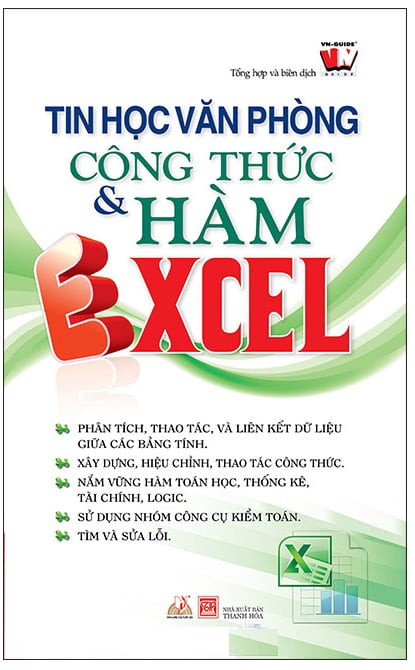 VN-GUIDE®
VN
GUIDE
Tổng hợp và biên dịch
TIN HỌC VĂN PHÒNG
CÔNG THỨC
& HÀM
EXCEL
PHÂN TÍCH, THAO TÁC, VÀ LIÊN KẾT DỮ LIỆU
GIỮA CÁC BẢNG TÍNH.
XÂY DỰNG, HIỆU CHỈNH, THAO TÁC CÔNG THỨC.
NẮM VỮNG HÀM TOÁN HỌC, THỐNG KÊ,
TÀI CHÍNH, LOGIC.
SỬ DỤNG NHÓM CÔNG CỤ KIỂM TOÁN.
TÌM VÀ SỬA LỖI.
X
NHÀ XUẤT BẢN
THANH HÓA